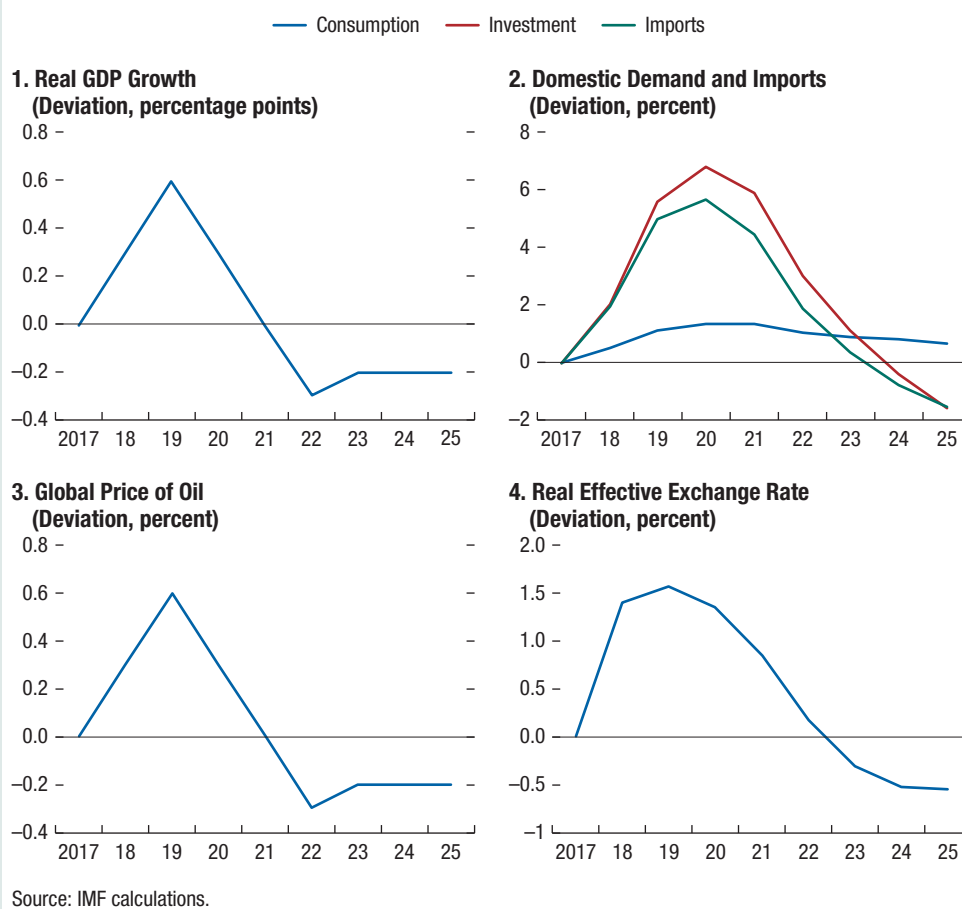 Consumption Investment Imports
1. Real GDP Growth
(Deviation, percentage points)
0.8
0.6
0.4
0.2
0.0
−0.2
−0.4
2017 18 19 20 21 22 23 24 25
2. Domestic Demand and Imports
(Deviation, percent)
8
6
4
2
0
−2
2017 18 19 20 21 22 23 24 25
3. Global Price of Oil
(Deviation, percent)
0.8
0.6
0.4
0.2
0.0
−0.2
−0.4
2017 18 19 20 21 22 23 24 25
4. Real Effective Exchange Rate
(Deviation, percent)
2.0
1.5
1.0
0.5
0.0
−0.5
−1
2017 18 19 20 21 22 23 24 25
Source: IMF calculations.